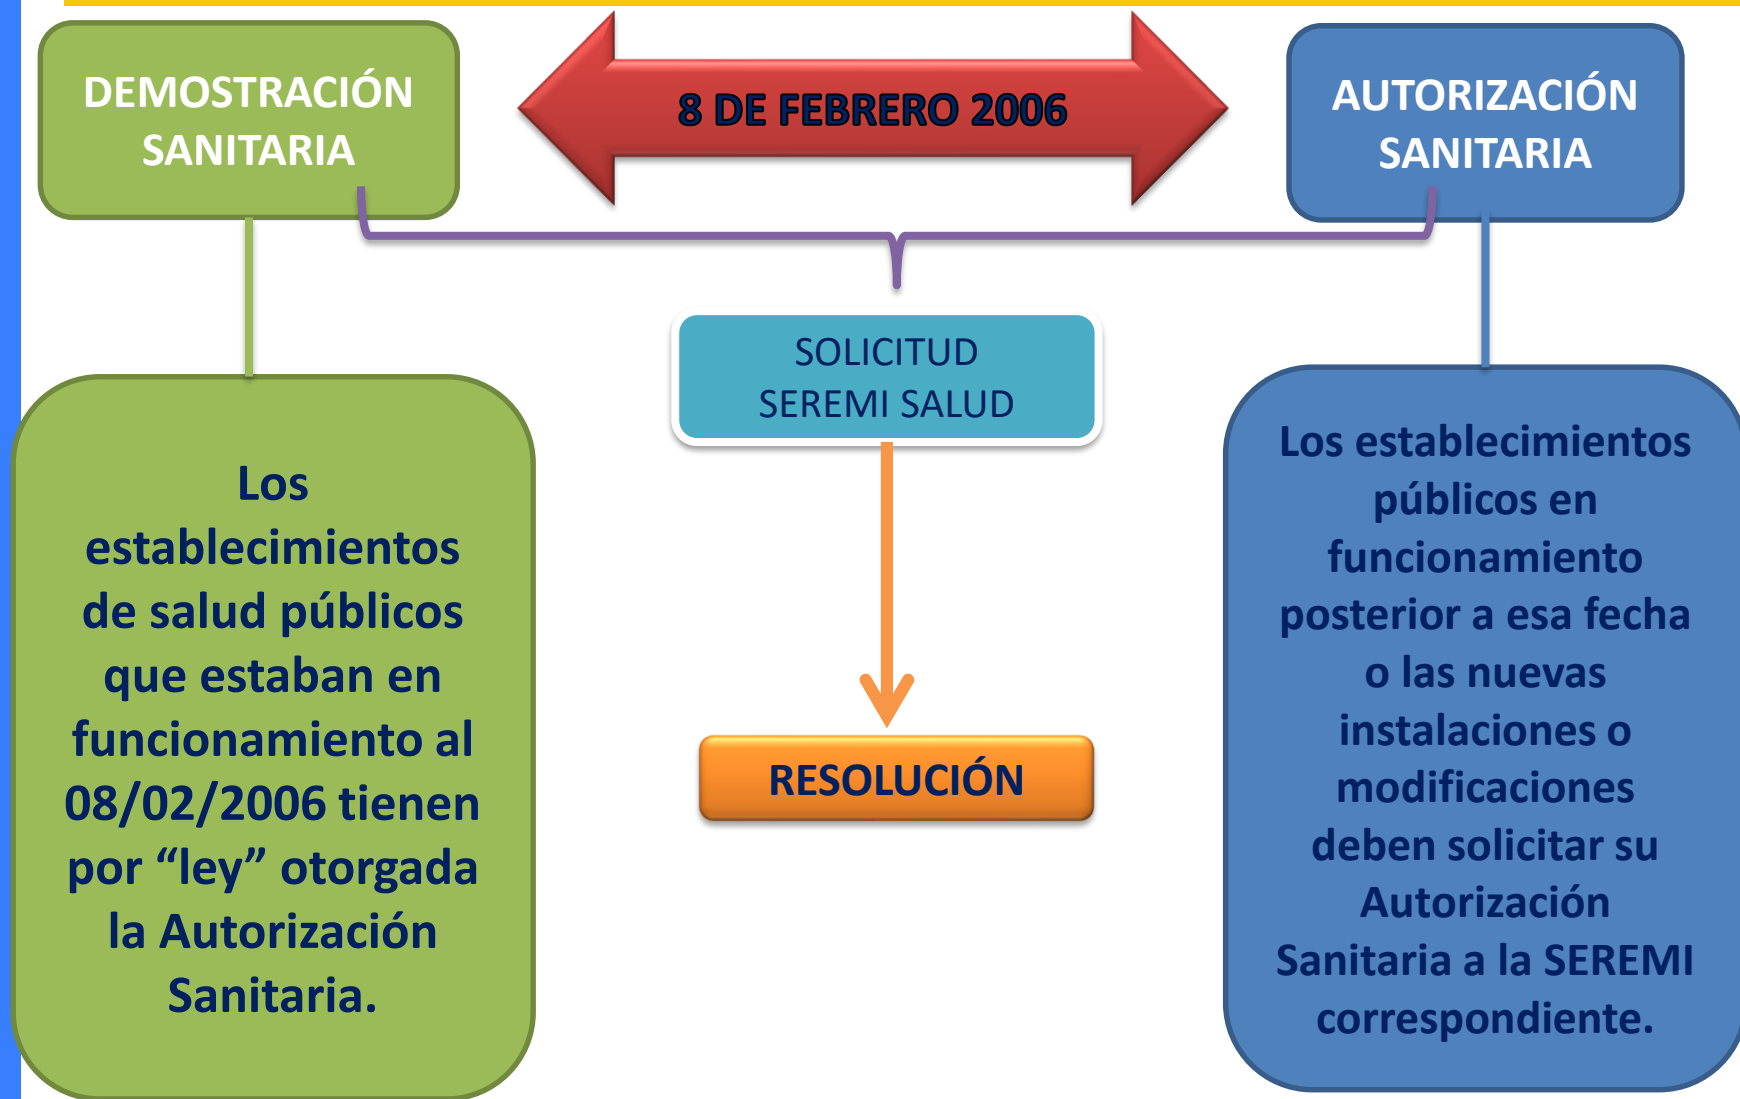 DEMOSTRACIÓN
SANITARIA
8 DE FEBRERO 2006
AUTORIZACIÓN
SANITARIA
SOLICITUD
SEREMI SALUD
RESOLUCIÓN
Los
establecimientos
de salud públicos
que estaban en
funcionamiento al
08/02/2006 tienen
por “ley” otorgada
la Autorización
Sanitaria.
Los establecimientos
públicos en
funcionamiento
posterior a esa fecha
o las nuevas
instalaciones o
modificaciones
deben solicitar su
Autorización
Sanitaria a la SEREMI
correspondiente.